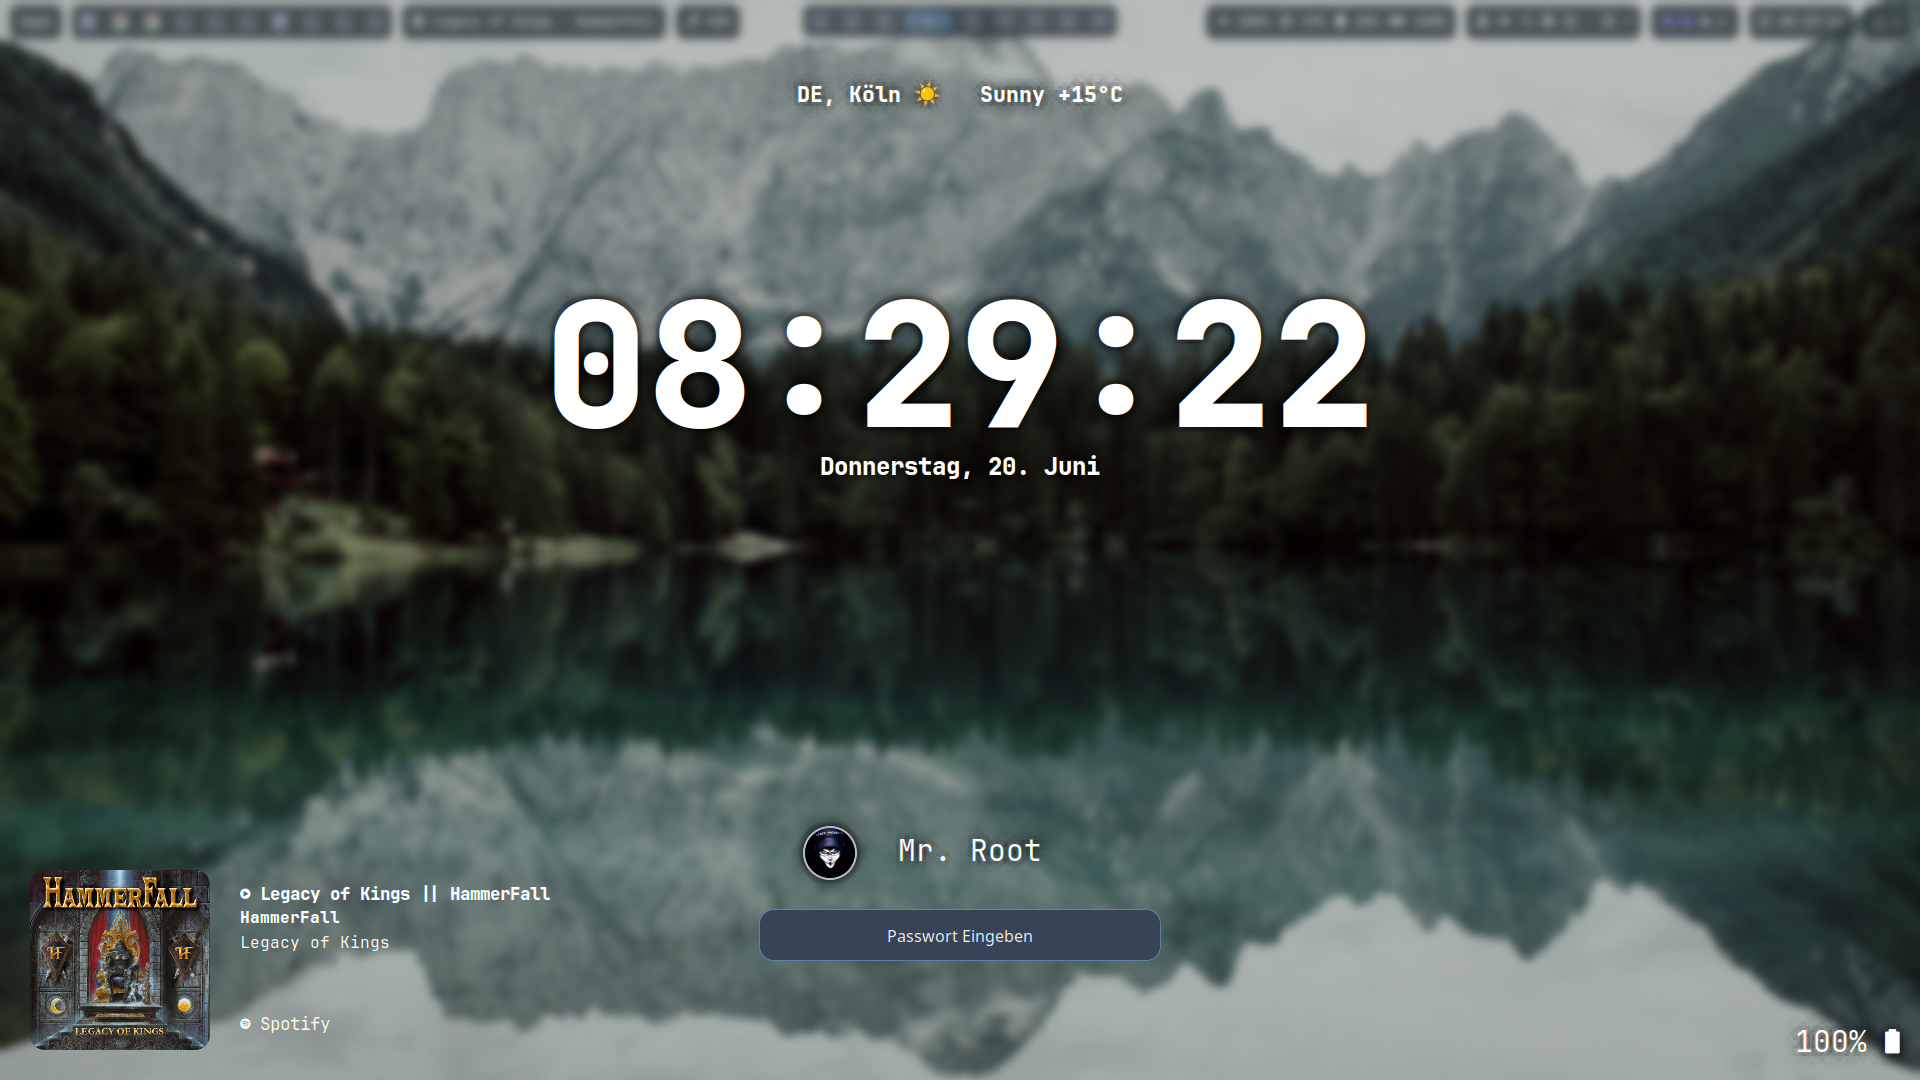 DE, Köln ☀️ Sunny +15°C
08:29:22
Donnerstag, 20. Juni
Mr. Root
Passwort Eingeben
HAMMERFALL
LEGACY OF KINGS
Legacy of Kings || HammerFall
HammerFall
Legacy of Kings
Spotify
100%